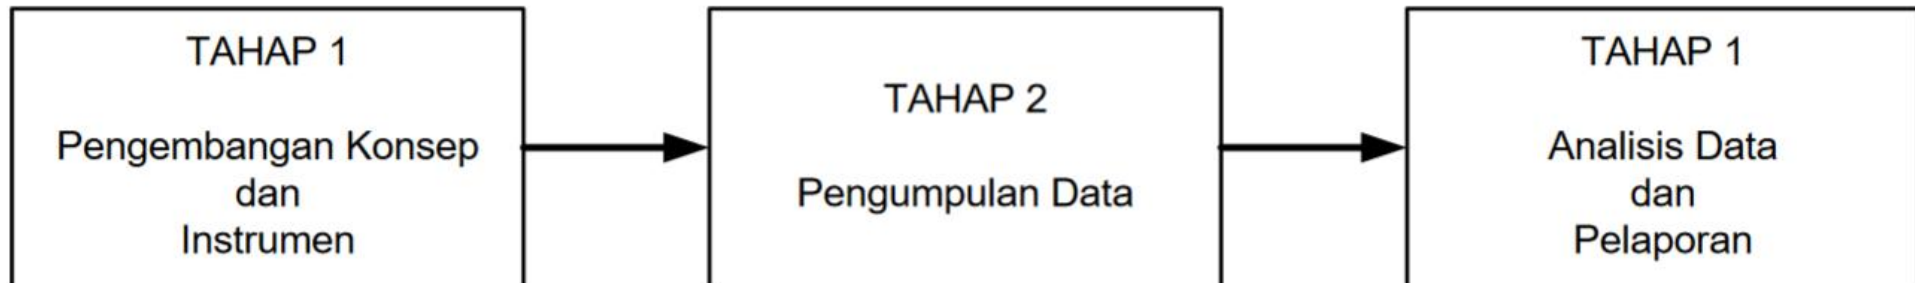 TAHAP 1
Pengembangan Konsep
dan
Instrumen
TAHAP 2
Pengumpulan Data
TAHAP 1
Analisis Data
dan
Pelaporan